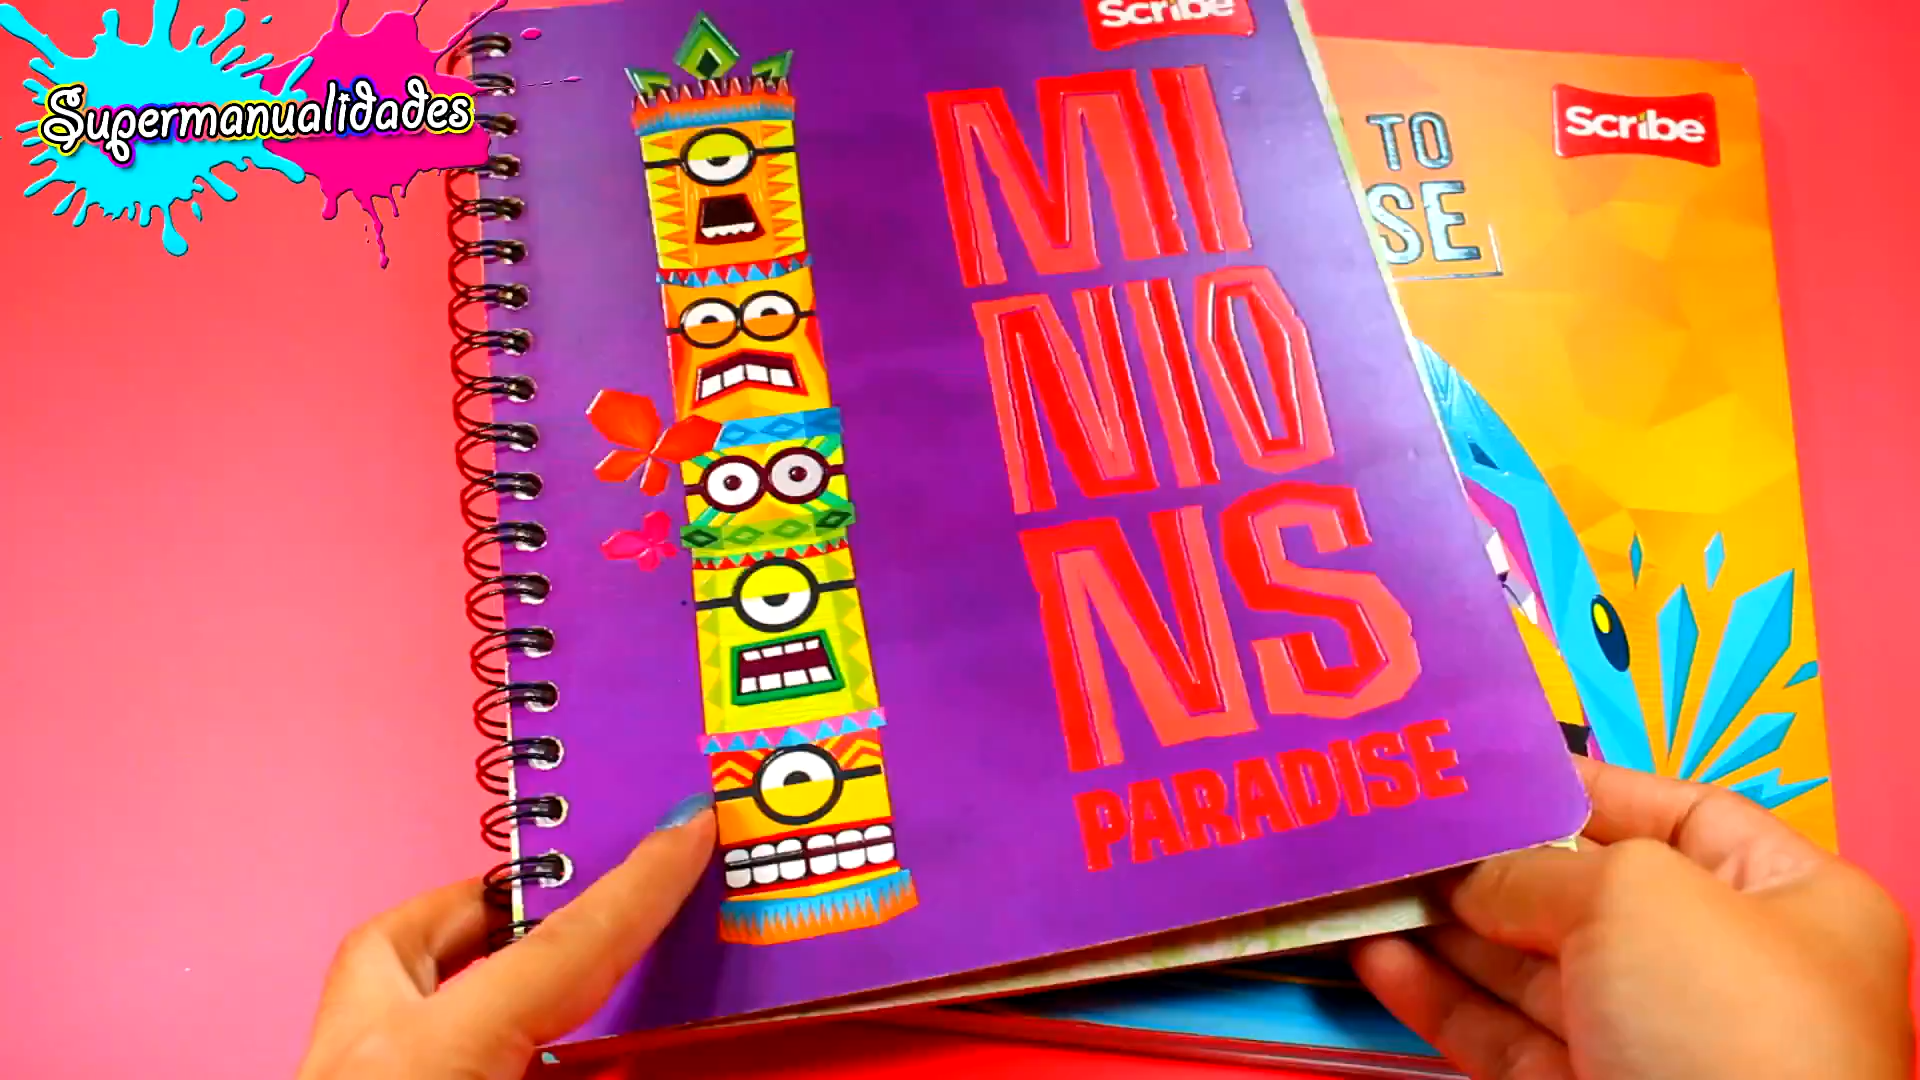 Supermanualidades
Scribe
MI
NIO
NS
PARADISE
Scribe
TO
SE